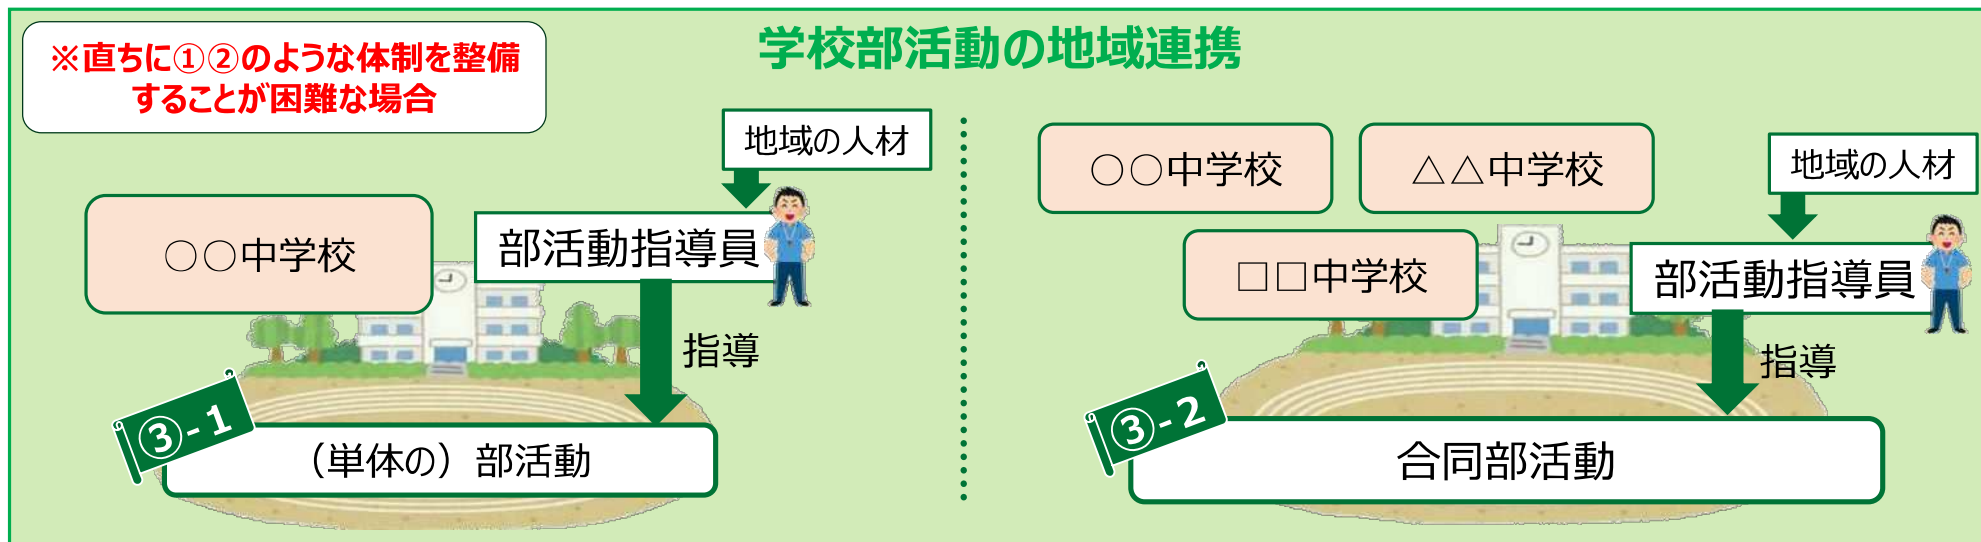 ※直ちに①②のような体制を整備
することが困難な場合
学校部活動の地域連携
地域の人材
○○中学校
部活動指導員
指導
③-1
（単体の）部活動
○○中学校
△△中学校
地域の人材
□□中学校
部活動指導員
指導
③-2
合同部活動